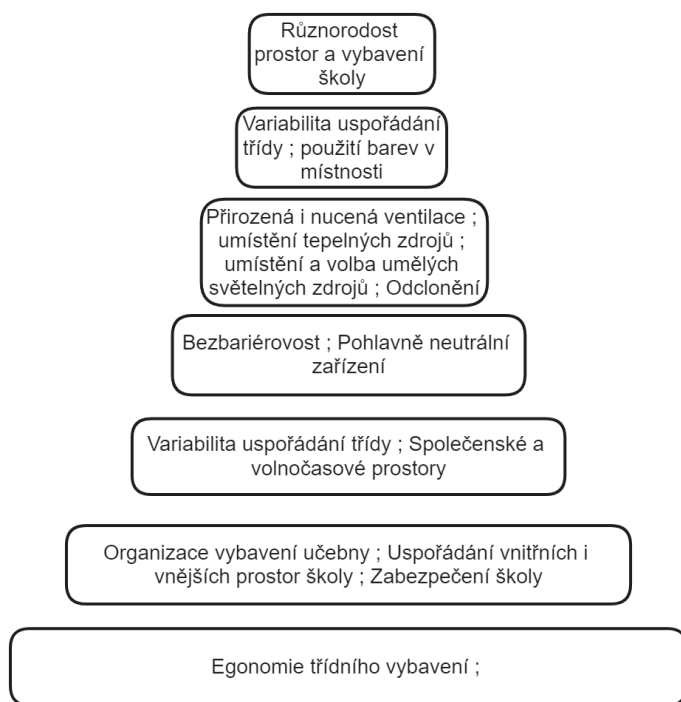 Různorodost
prostor a vybavení
školy
Variabilita uspořádání
třídy ; použití barev v
místnosti
Přirozená i nucená ventilace ;
umístění tepelných zdrojů ;
umístění a volba umělých
světelných zdrojů ; Odclonění
Bezbariérovost ; Pohlavně neutrální
zařízení
Variabilita uspořádání třídy ; Společenské a
volnočasové prostory
Organizace vybavení učebny ; Uspořádání vnitřních i
vnějších prostor školy ; Zabezpečení školy
Egonomie třídního vybavení ;